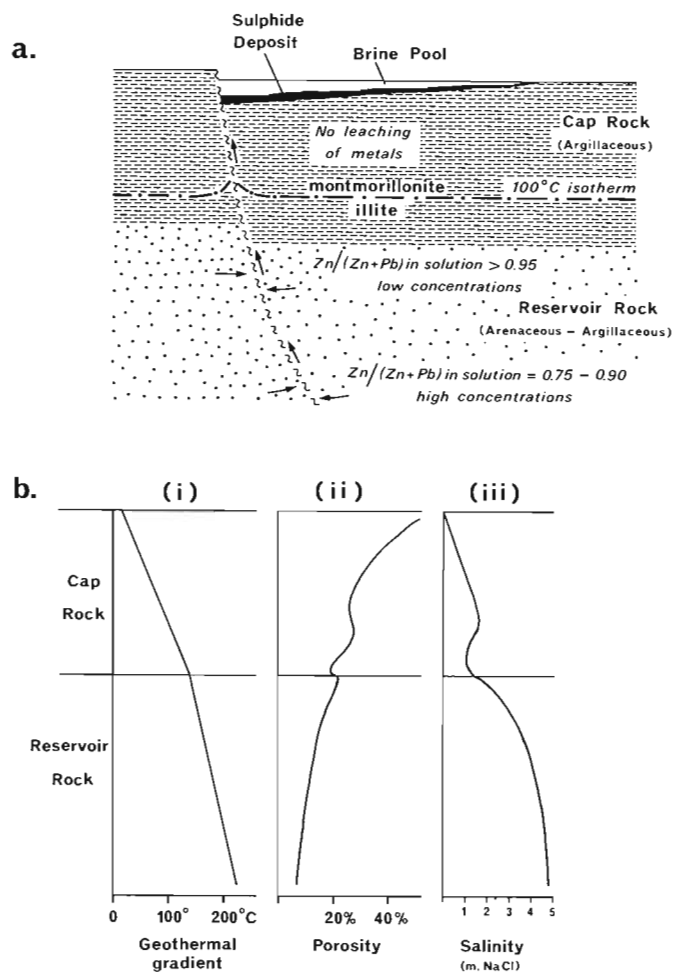 a.
Sulphide
Deposit
Brine Pool
No leaching
of metals
Cap Rock
(Argillaceous)
montmorillonite
100°C isotherm
illite
Zn/(Zn+Pb) in solution > 0.95
low concentrations
Reservoir Rock
(Arenaceous – Argillaceous)
Zn/(Zn+Pb) in solution = 0.75 – 0.90
high concentrations
b.
(i) (ii) (iii)
Cap
Rock
Reservoir
Rock
0 100° 200°C
20% 40%
1 2 3 4 5
Geothermal
gradient
Porosity
Salinity
(m. NaCl)